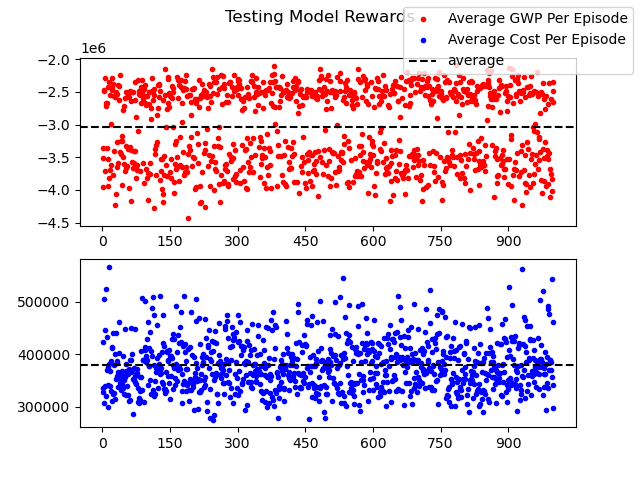 Testing Model Rewards
Average GWP Per Episode
Average Cost Per Episode
average
1e6
−2.0
−2.5
−3.0
−3.5
−4.0
−4.5
0 150 300 450 600 750 900
500000
400000
300000
0 150 300 450 600 750 900